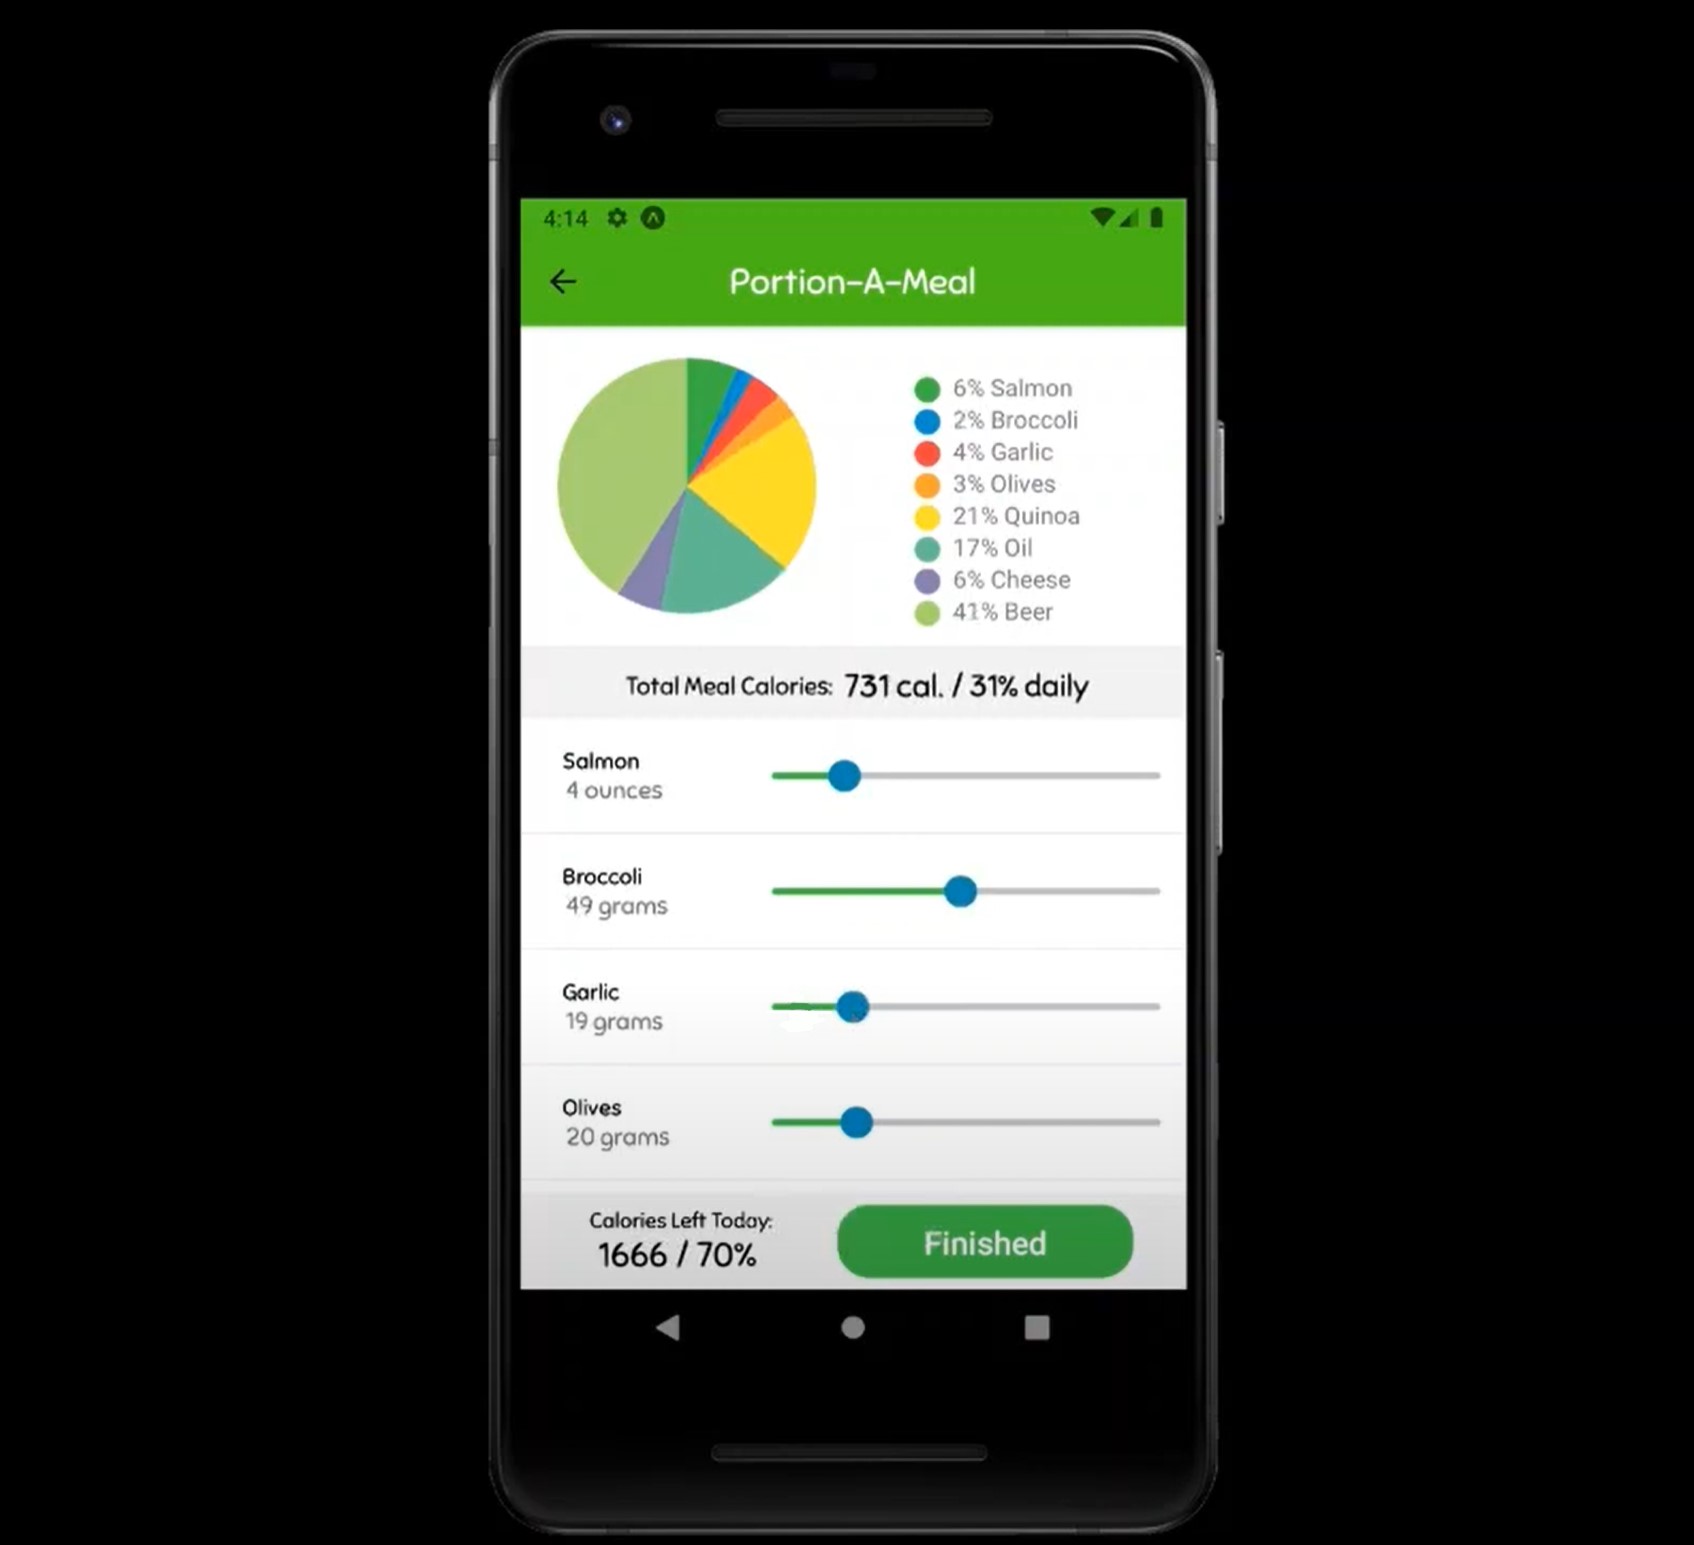 4:14
Portion-A-Meal
6% Salmon
2% Broccoli
4% Garlic
3% Olives
21% Quinoa
17% Oil
6% Cheese
41% Beer
Total Meal Calories: 731 cal. / 31% daily
Salmon
4 ounces
Broccoli
49 grams
Garlic
19 grams
Olives
20 grams
Calories Left Today:
1666 / 70%
Finished